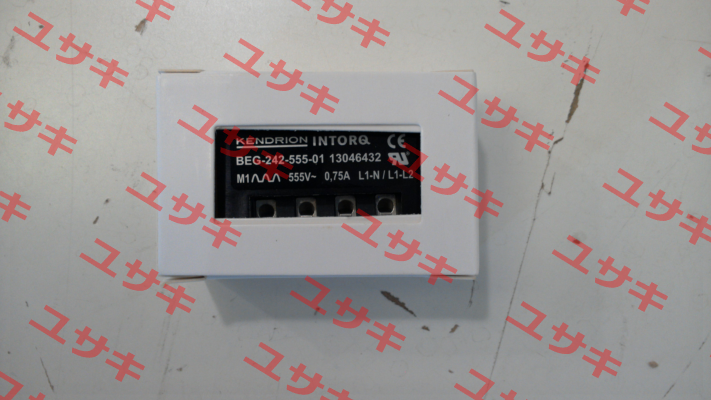 KENDRION INTORQ CE
BEG-242-555-01 13046432
M1 555V~ 0,75A L1-N / L1-L2
ユサキ